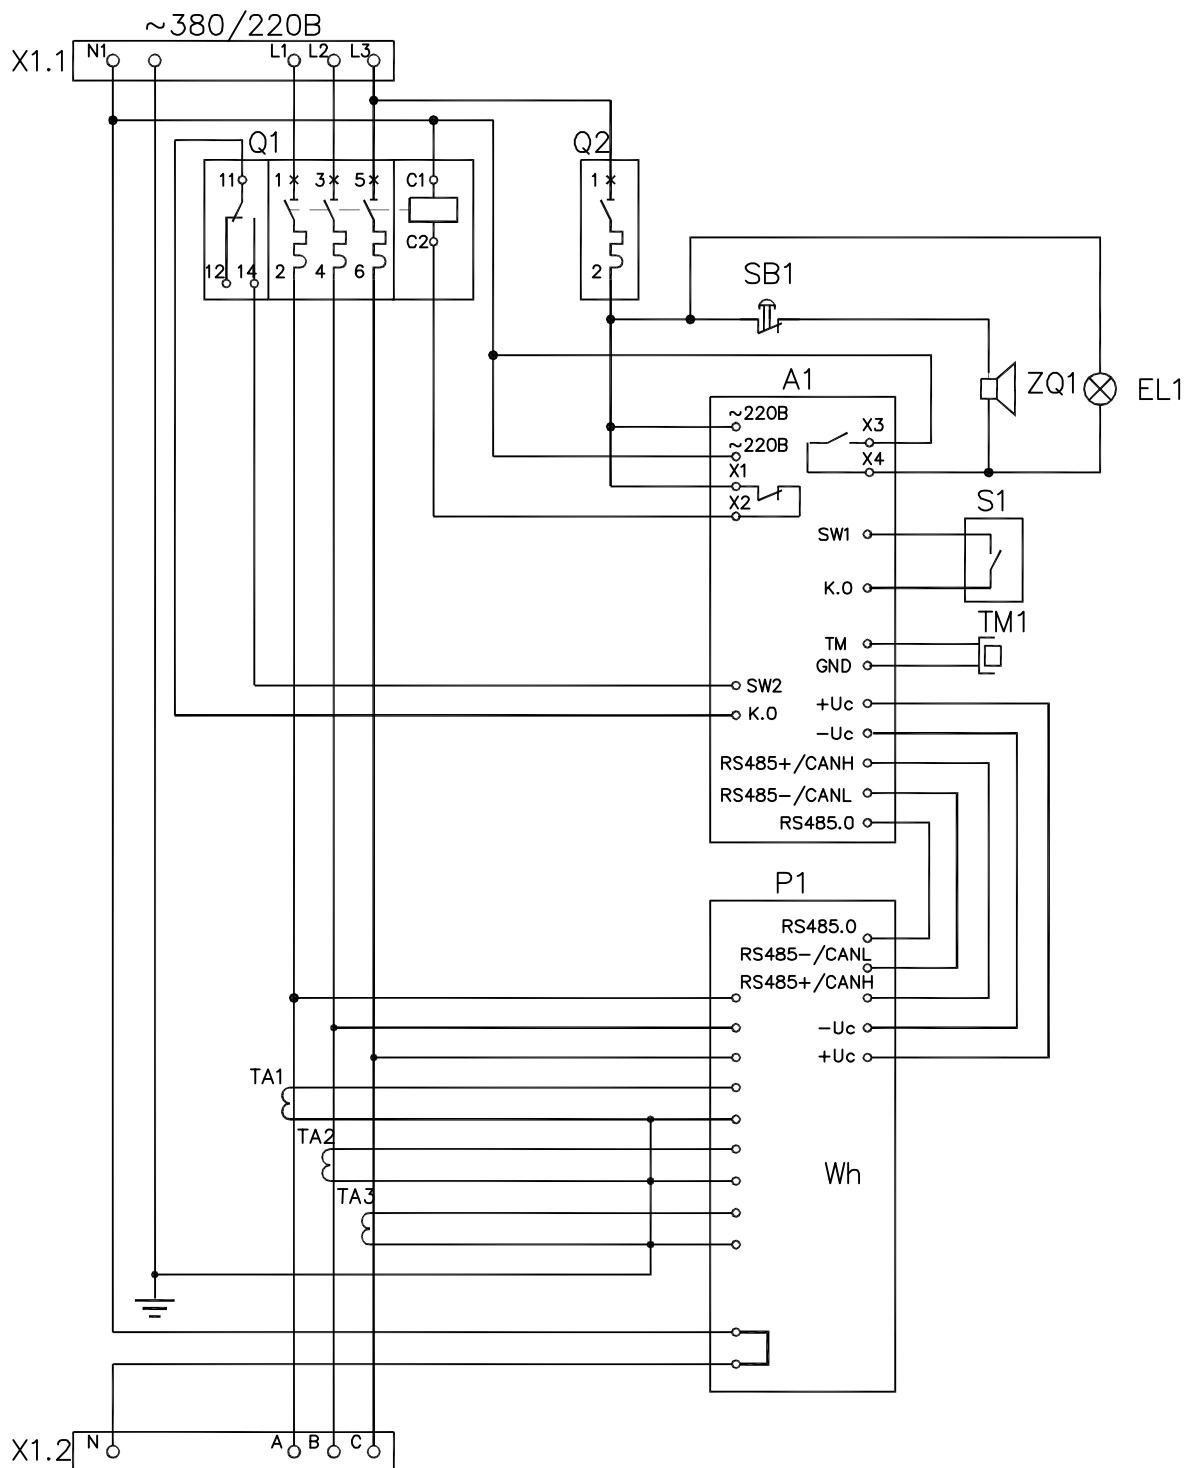 ~380/220В
X1.1
N1 L1 L2 L3
Q1 Q2
11 1 3 5 C1 1
C2
12 14 2 4 6 2
SB1
A1
ZQ1
EL1
~220В
X3
~220В
X4
X1
X2
S1
SW1
K.0
TM1
TM
GND
SW2
K.0
+Uc
-Uc
RS485+/CANH
RS485-/CANL
RS485.0
P1
RS485.0
RS485-/CANL
RS485+/CANH
-Uc
+Uc
TA1
TA2
TA3
Wh
X1.2
N A B C